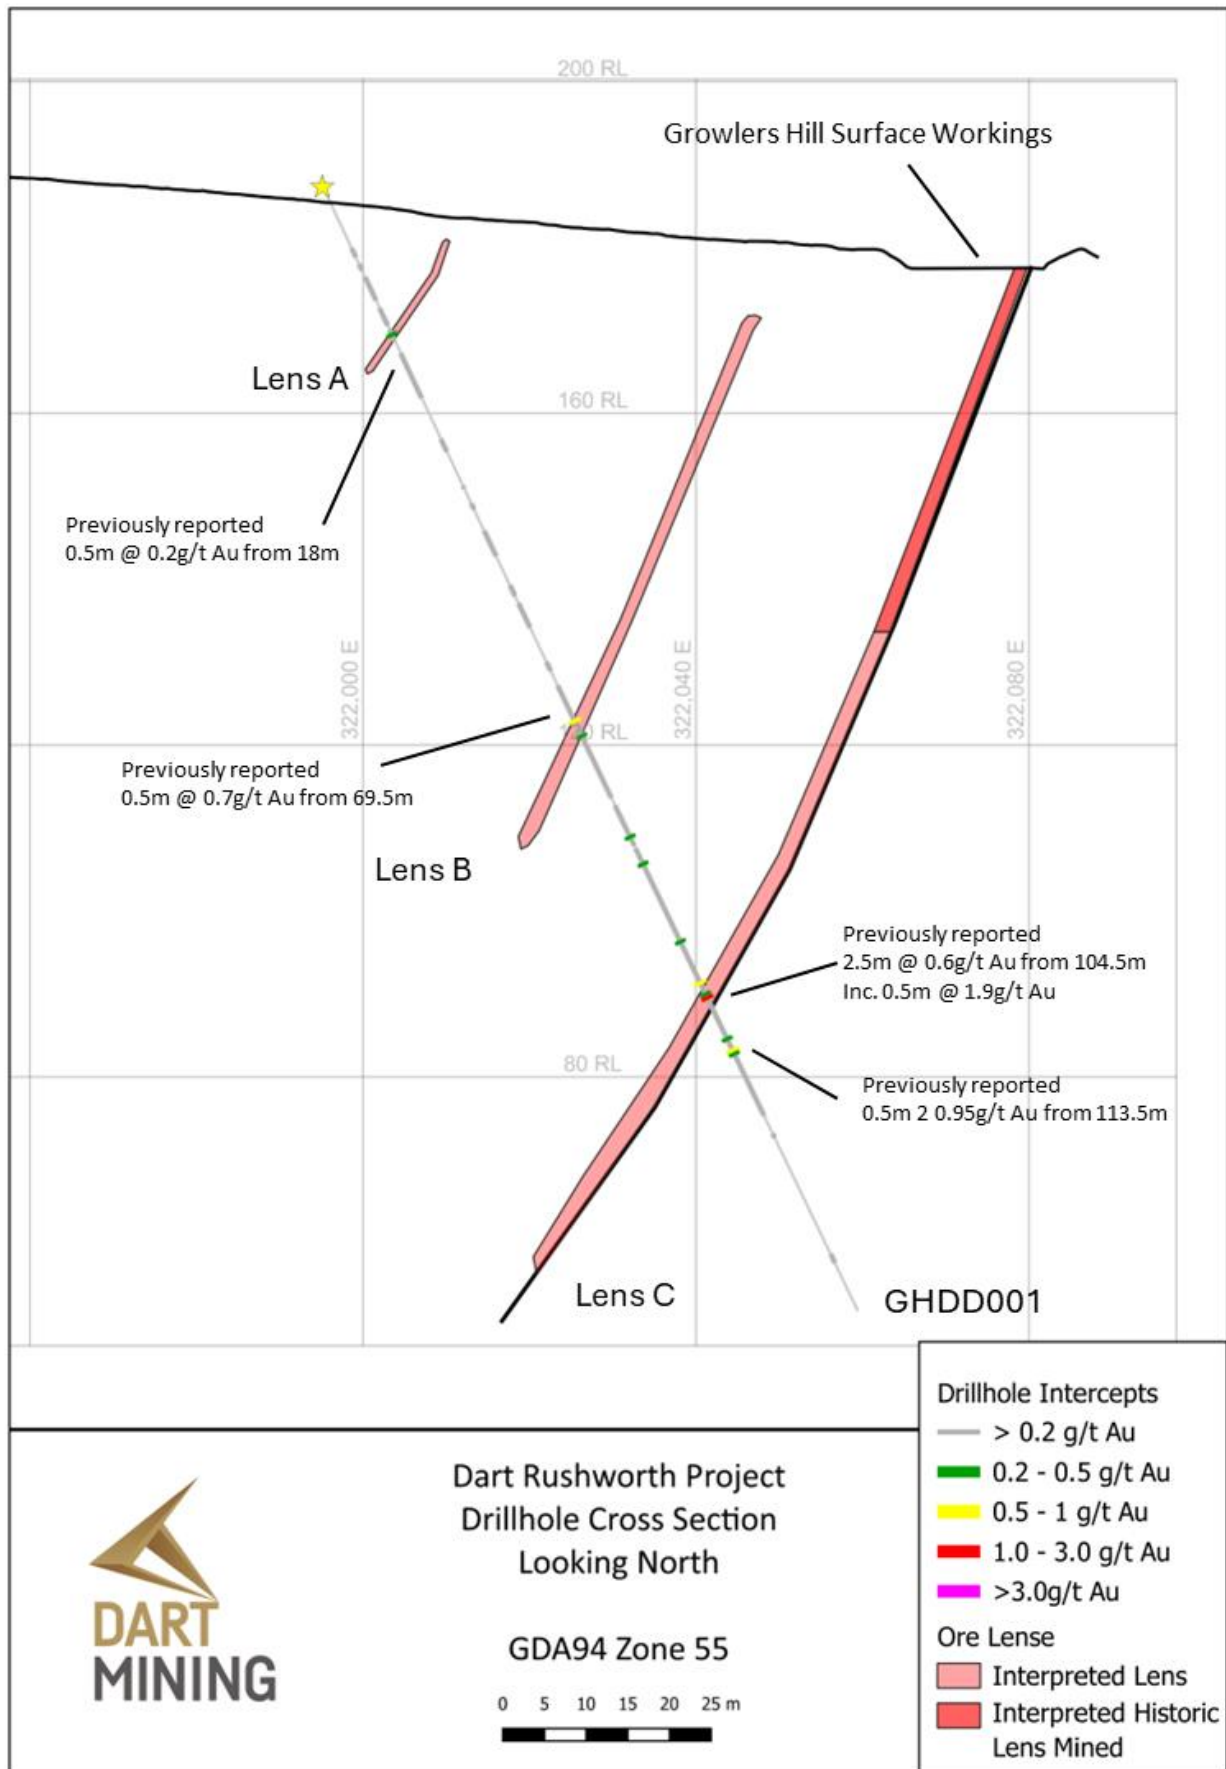 200 RL
Growlers Hill Surface Workings
Lens A
160 RL
Previously reported
0.5m @ 0.2g/t Au from 18m
322,000 E
322,040 E
322,080 E
RL
Previously reported
0.5m @ 0.7g/t Au from 69.5m
Lens B
Previously reported
2.5m @ 0.6g/t Au from 104.5m
Inc. 0.5m @ 1.9g/t Au
80 RL
Previously reported
0.5m 2 0.95g/t Au from 113.5m
Lens C
GHDD001
Drillhole Intercepts
> 0.2 g/t Au
0.2 - 0.5 g/t Au
0.5 - 1 g/t Au
1.0 - 3.0 g/t Au
>3.0g/t Au
Ore Lense
Interpreted Lens
Interpreted Historic
Lens Mined
Dart Rushworth Project
Drillhole Cross Section
Looking North
GDA94 Zone 55
0 5 10 15 20 25 m
DART
MINING